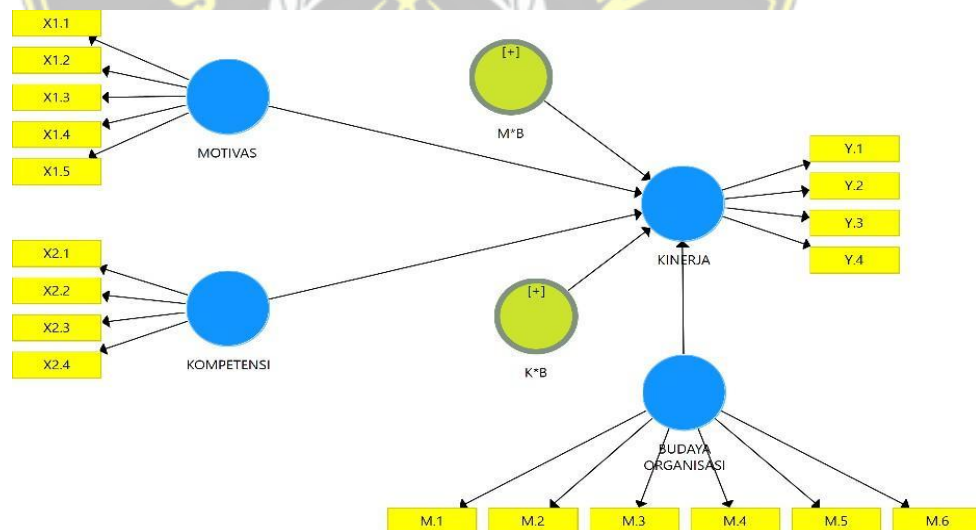 X1.1
X1.2
X1.3
X1.4
X1.5
MOTIVAS
[+]
M*B
Y.1
Y.2
Y.3
Y.4
KINERJA
X2.1
X2.2
X2.3
X2.4
KOMPETENSI
[+]
K*B
BUDAYA
ORGANISASI
M.1
M.2
M.3
M.4
M.5
M.6